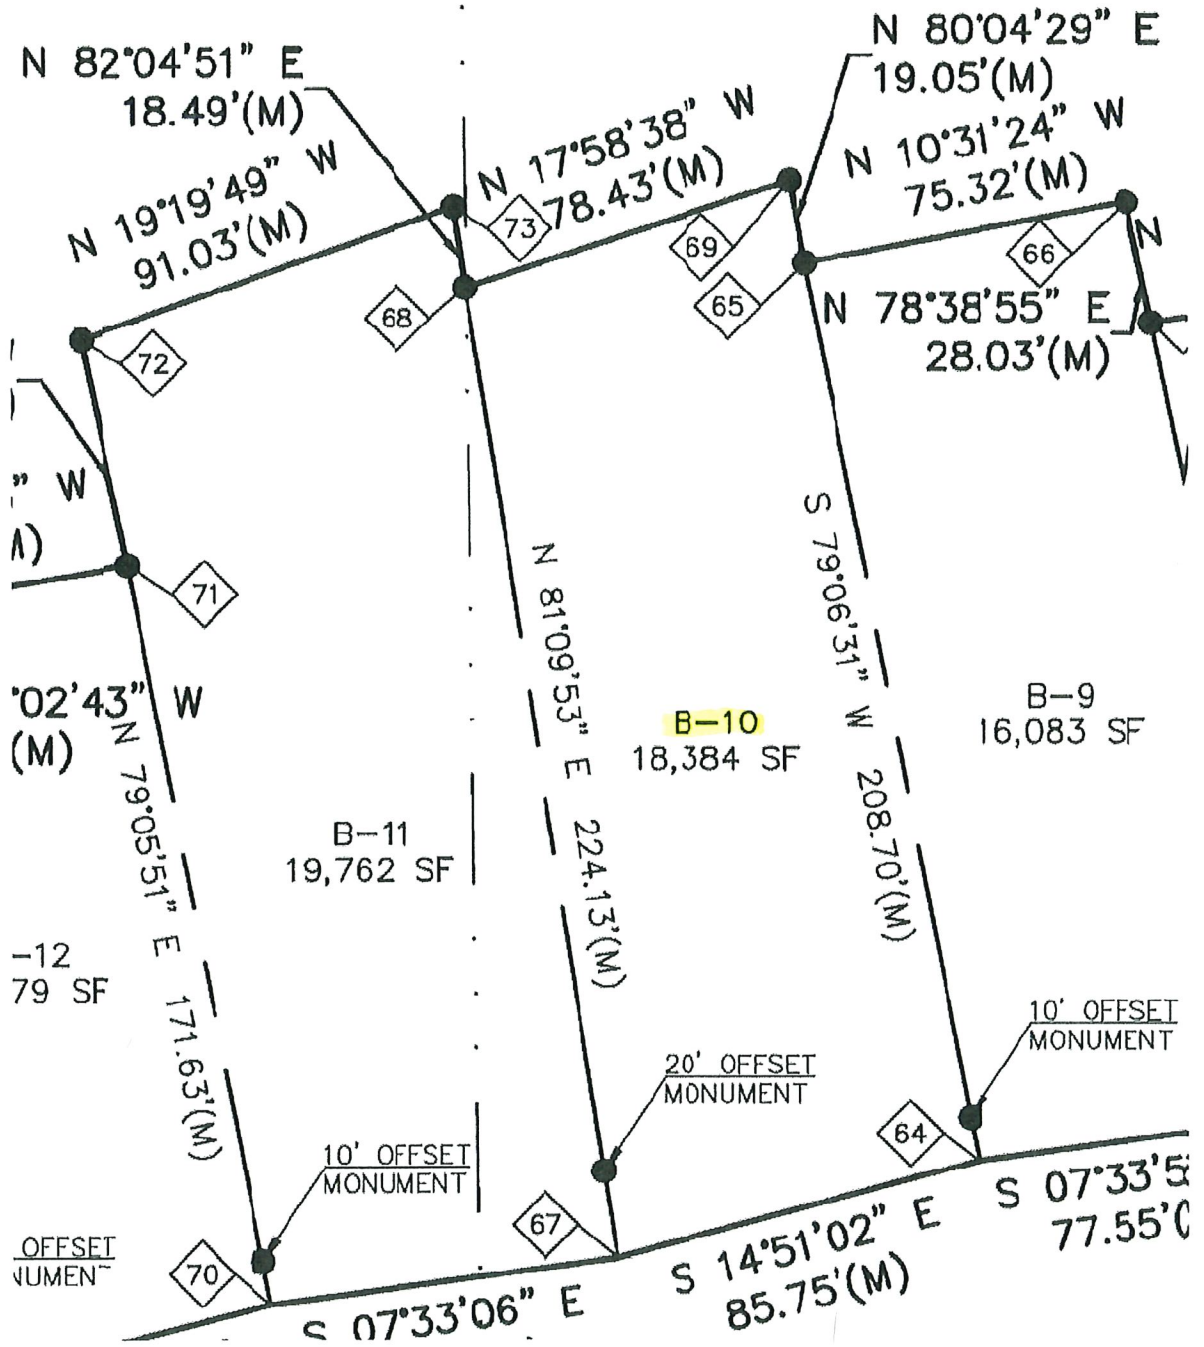 N 82°04'51" E
18.49'(M)
N 80°04'29" E
19.05'(M)
N 19°19'49" W
91.03'(M)
N 17°58'38" W
78.43'(M)
N 10°31'24" W
75.32'(M)
73
69
66
N
68
65
N 78°38'55" E
28.03'(M)
72
" W
71
°02'43" W
(M)
N 79°05'51" E 171.63'(M)
N 81°09'53" E 224.13'(M)
S 79°06'31" W 208.70'(M)
B-10
18,384 SF
B-9
16,083 SF
B-11
19,762 SF
-12
79 SF
10' OFFSET
MONUMENT
20' OFFSET
MONUMENT
64
10' OFFSET
MONUMENT
67
OFFSET
70
S 07°33'06" E
S 14°51'02" E
85.75'(M)
S 07°33'5
77.55'(